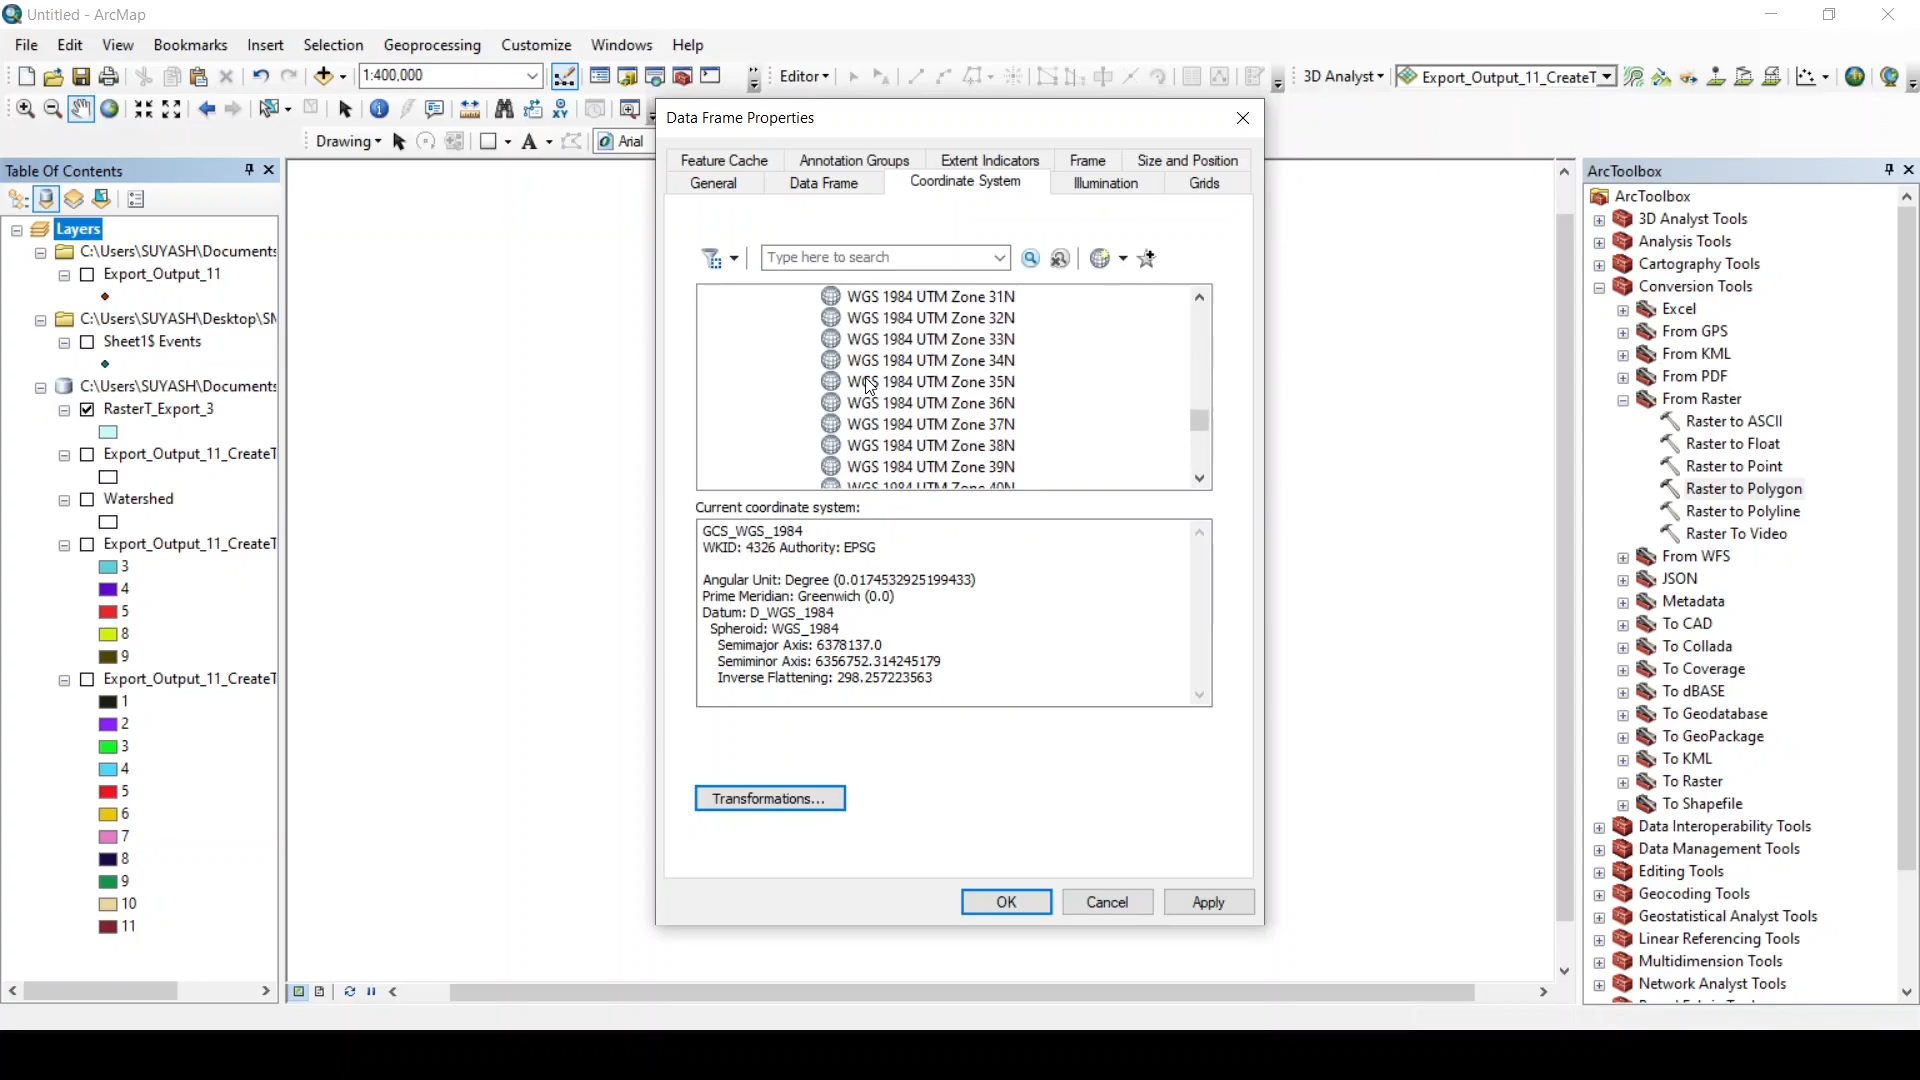 Untitled - ArcMap
File Edit View Bookmarks Insert Selection Geoprocessing Customize Windows Help
1:400,000
Editor
3D Analyst
Export_Output_11_CreateT
Drawing
A
Arial
Table Of Contents
Layers
C:\Users\SUYASH\Documents
Export_Output_11
C:\Users\SUYASH\Desktop\SM
Sheet1$ Events
C:\Users\SUYASH\Documents
RasterT_Export_3
Export_Output_11_CreateT
Watershed
Export_Output_11_CreateT
3
4
5
8
9
Export_Output_11_CreateT
1
2
3
4
5
6
7
8
9
10
11
Data Frame Properties
Feature Cache Annotation Groups Extent Indicators Frame Size and Position
General Data Frame Coordinate System Illumination Grids
Type here to search
WGS 1984 UTM Zone 31N
WGS 1984 UTM Zone 32N
WGS 1984 UTM Zone 33N
WGS 1984 UTM Zone 34N
WGS 1984 UTM Zone 35N
WGS 1984 UTM Zone 36N
WGS 1984 UTM Zone 37N
WGS 1984 UTM Zone 38N
WGS 1984 UTM Zone 39N
WGS 1984 UTM Zone 40N
Current coordinate system:
GCS_WGS_1984
WKID: 4326 Authority: EPSG
Angular Unit: Degree (0.0174532925199433)
Prime Meridian: Greenwich (0.0)
Datum: D_WGS_1984
Spheroid: WGS_1984
Semimajor Axis: 6378137.0
Semiminor Axis: 6356752.314245179
Inverse Flattening: 298.257223563
Transformations...
OK Cancel Apply
ArcToolbox
ArcToolbox
3D Analyst Tools
Analysis Tools
Cartography Tools
Conversion Tools
Excel
From GPS
From KML
From PDF
From Raster
Raster to ASCII
Raster to Float
Raster to Point
Raster to Polygon
Raster to Polyline
Raster To Video
From WFS
JSON
Metadata
To CAD
To Collada
To Coverage
To dBASE
To Geodatabase
To GeoPackage
To KML
To Raster
To Shapefile
Data Interoperability Tools
Data Management Tools
Editing Tools
Geocoding Tools
Geostatistical Analyst Tools
Linear Referencing Tools
Multidimension Tools
Network Analyst Tools